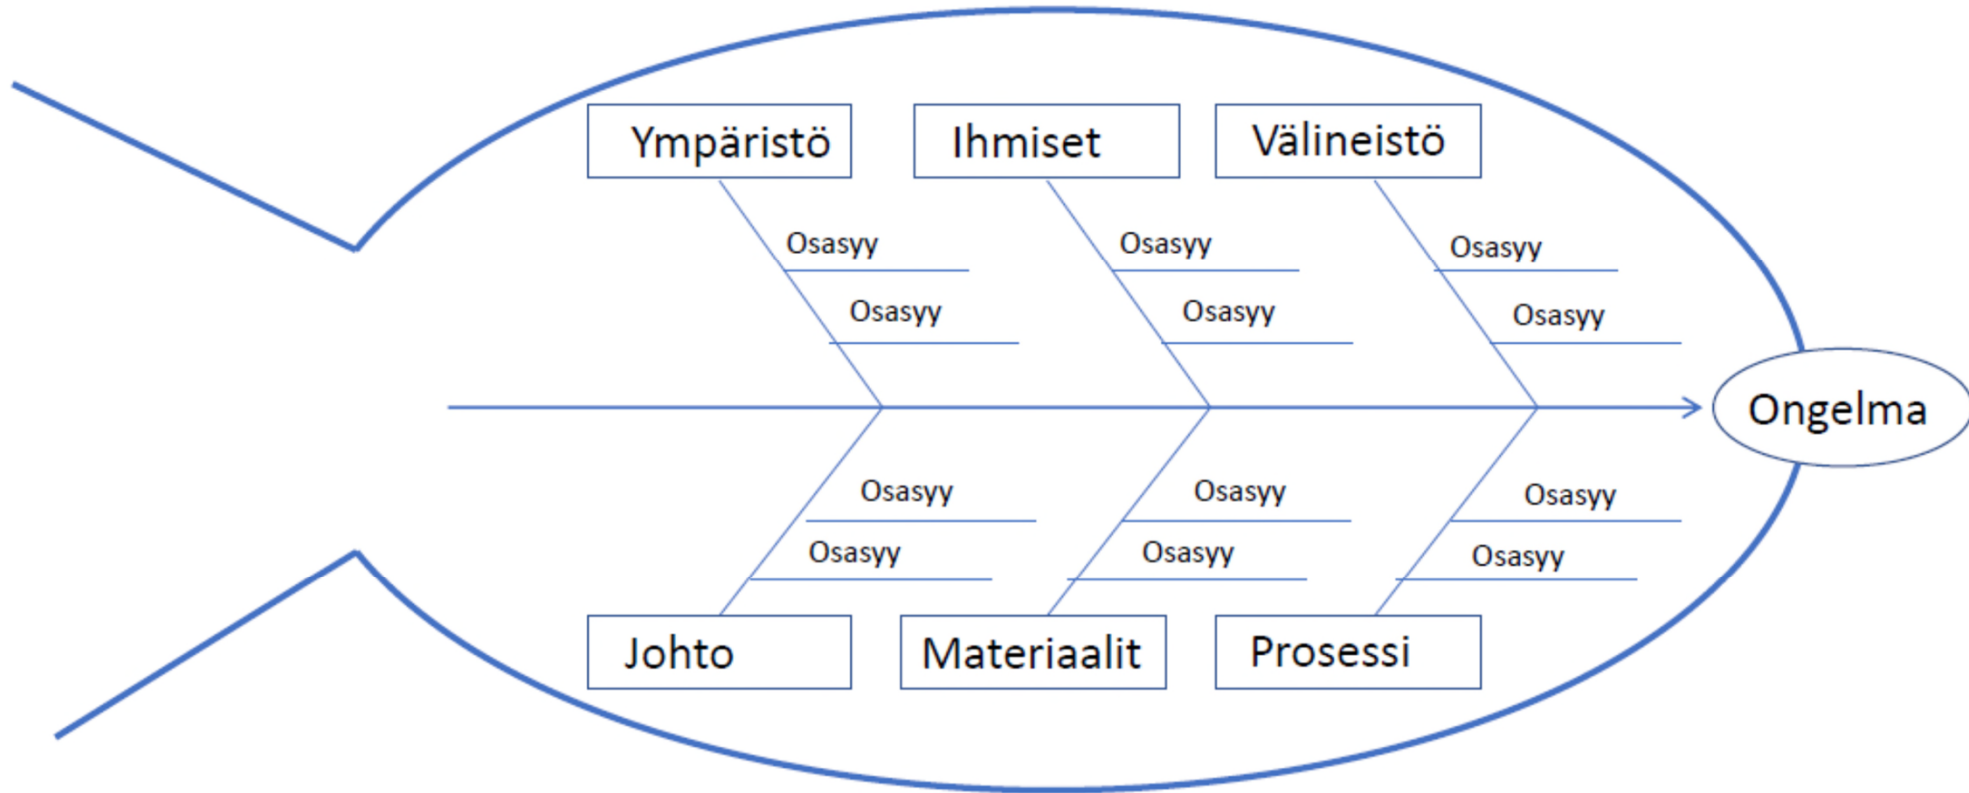 Ympäristö
Ihmiset
Välineistö
Osasyy
Osasyy
Osasyy
Osasyy
Osasyy
Osasyy
Ongelma
Osasyy
Osasyy
Osasyy
Osasyy
Osasyy
Osasyy
Johto
Materiaalit
Prosessi